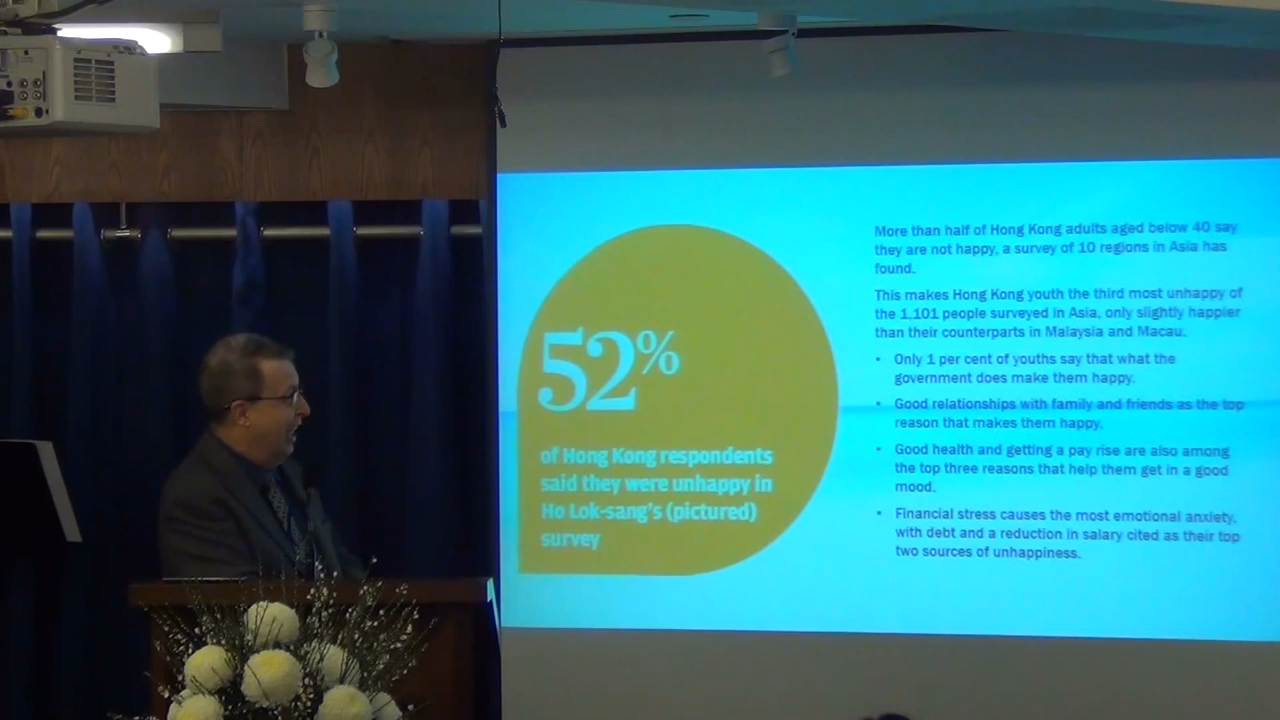 52%
of Hong Kong respondents
said they were unhappy in
Ho Lok-sang's (pictured)
survey
More than half of Hong Kong adults aged below 40 say
they are not happy, a survey of 10 regions in Asia has
found.
This makes Hong Kong youth the third most unhappy of
the 1,101 people surveyed in Asia, only slightly happier
than their counterparts in Malaysia and Macau.
• Only 1 per cent of youths say that what the
government does make them happy.
• Good relationships with family and friends as the top
reason that makes them happy.
• Good health and getting a pay rise are also among
the top three reasons that help them get in a good
mood.
• Financial stress causes the most emotional anxiety,
with debt and a reduction in salary cited as their top
two sources of unhappiness.